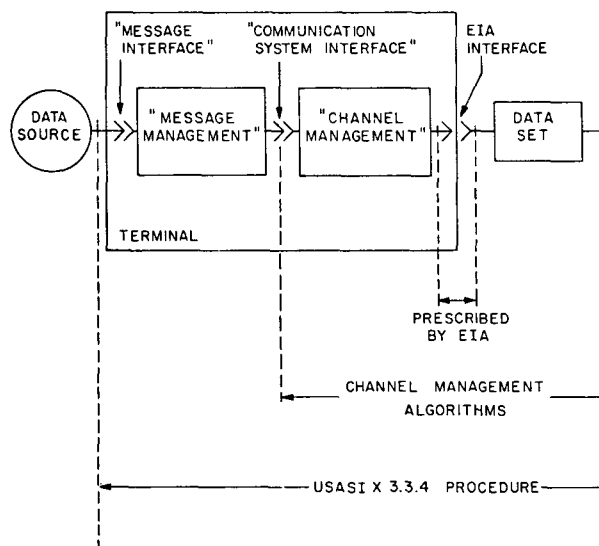 "MESSAGE
INTERFACE"
"COMMUNICATION
SYSTEM INTERFACE"
EIA
INTERFACE
DATA
SOURCE
"MESSAGE
MANAGEMENT"
"CHANNEL
MANAGEMENT"
DATA
SET
TERMINAL
PRESCRIBED
BY EIA
CHANNEL MANAGEMENT
ALGORITHMS
USASI X 3.3.4 PROCEDURE